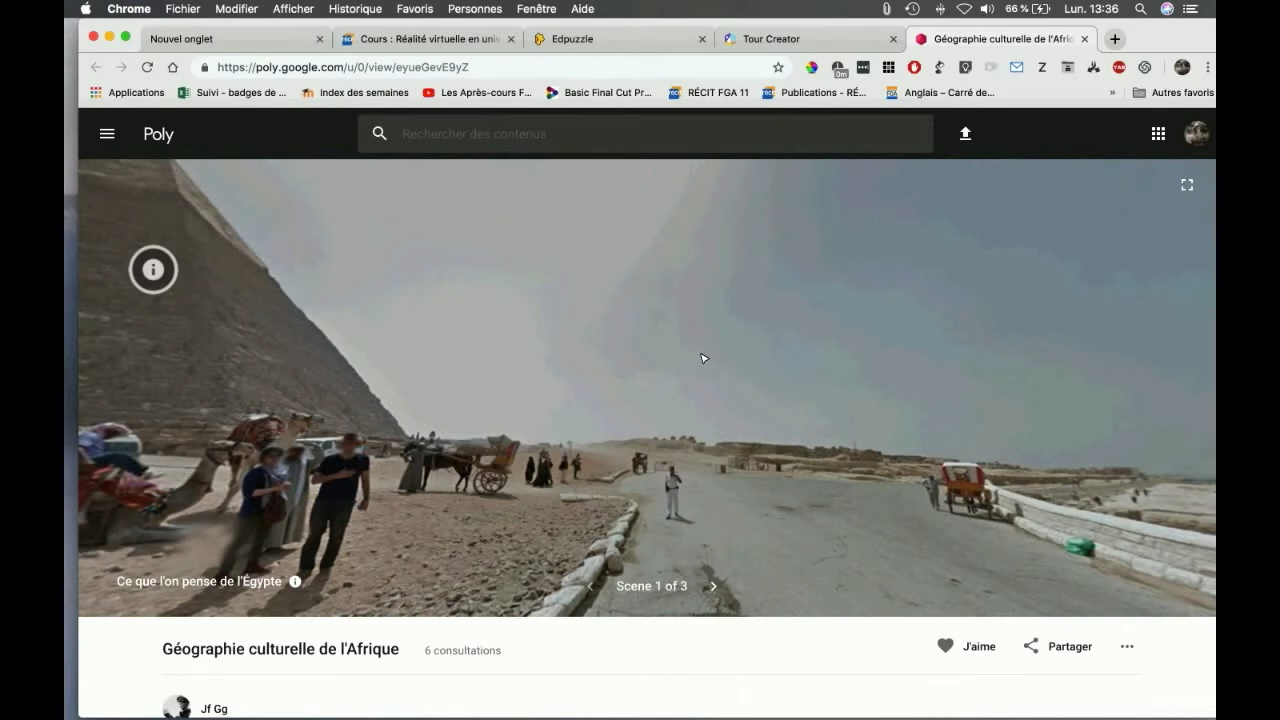 Chrome Fichier Modifier Afficher Historique Favoris Personnes Fenêtre Aide 66 % Lun. 13:36
Nouvel onglet Cours : Réalité virtuelle en univ Edpuzzle Tour Creator Géographie culturelle de l'Afriq
https://poly.google.com/u/0/view/eyueGevE9yZ 0m Z YAB
Applications Suivi - badges de ... Index des semaines Les Après-cours F... Basic Final Cut Pr... RÉCIT FGA 11 Publications - RÉ... Anglais – Carré de... » Autres favoris
Poly Rechercher des contenus
Ce que l'on pense de l'Égypte Scene 1 of 3
Géographie culturelle de l'Afrique 6 consultations J'aime Partager
Jf Gg